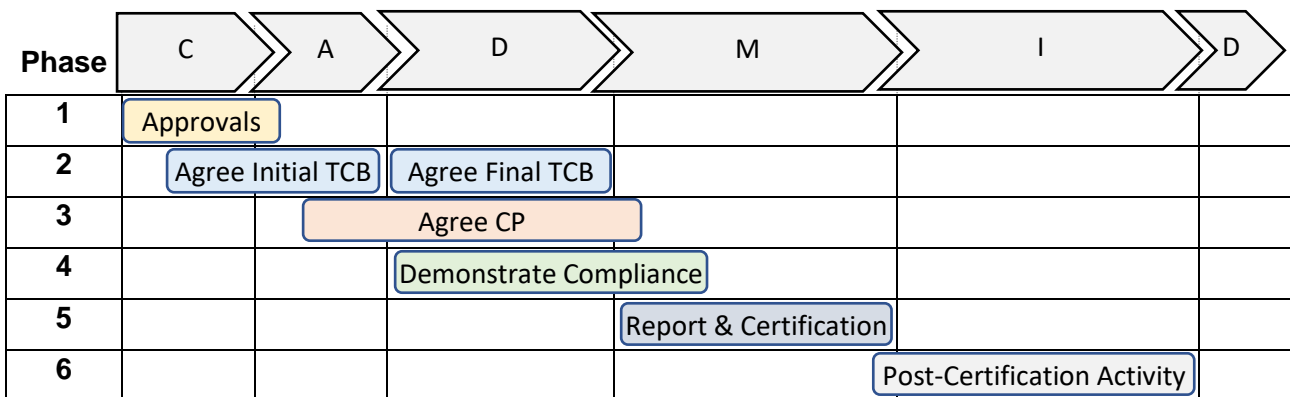 C A D M I D
Phase
1 Approvals
2 Agree Initial TCB Agree Final TCB
3 Agree CP
4 Demonstrate Compliance
5 Report & Certification
6 Post-Certification Activity